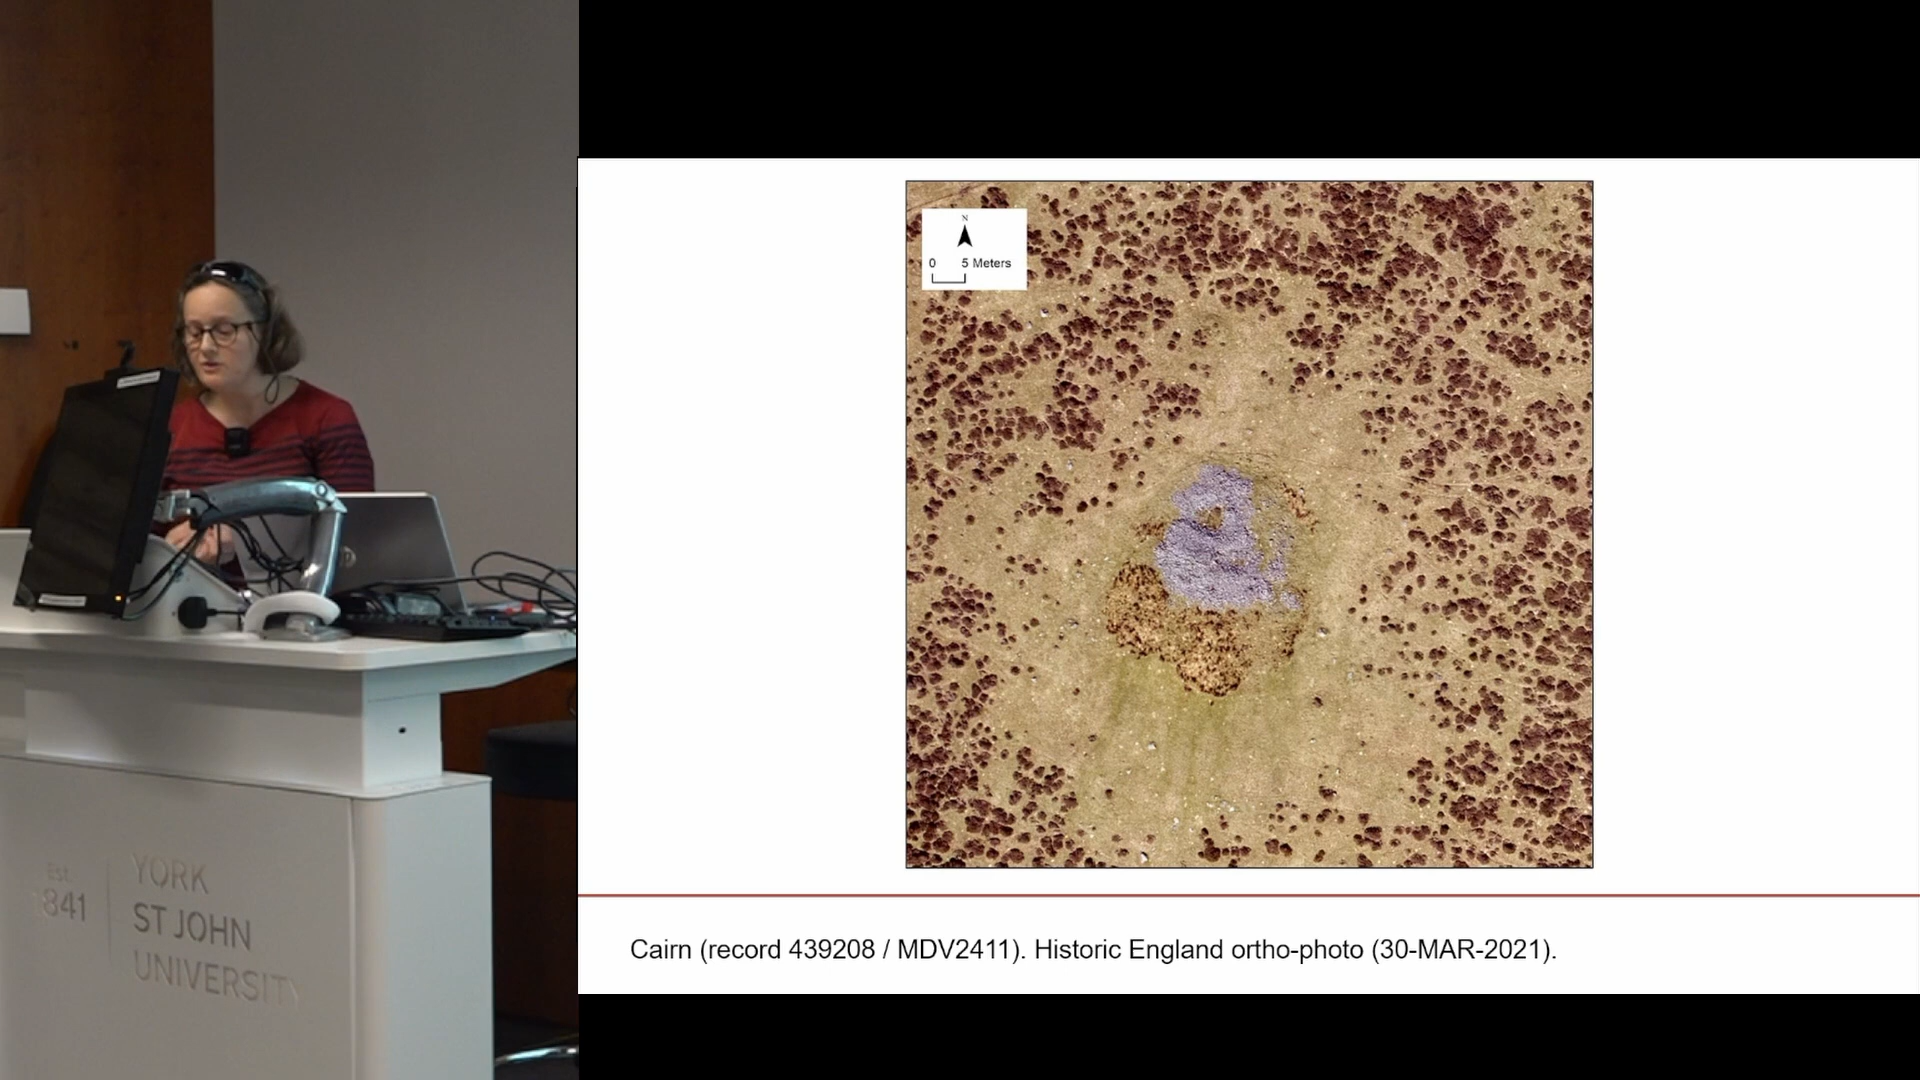 N
0 5 Meters
Cairn (record 439208 / MDV2411). Historic England ortho-photo (30-MAR-2021).
Est.
841
YORK
ST JOHN
UNIVERSITY